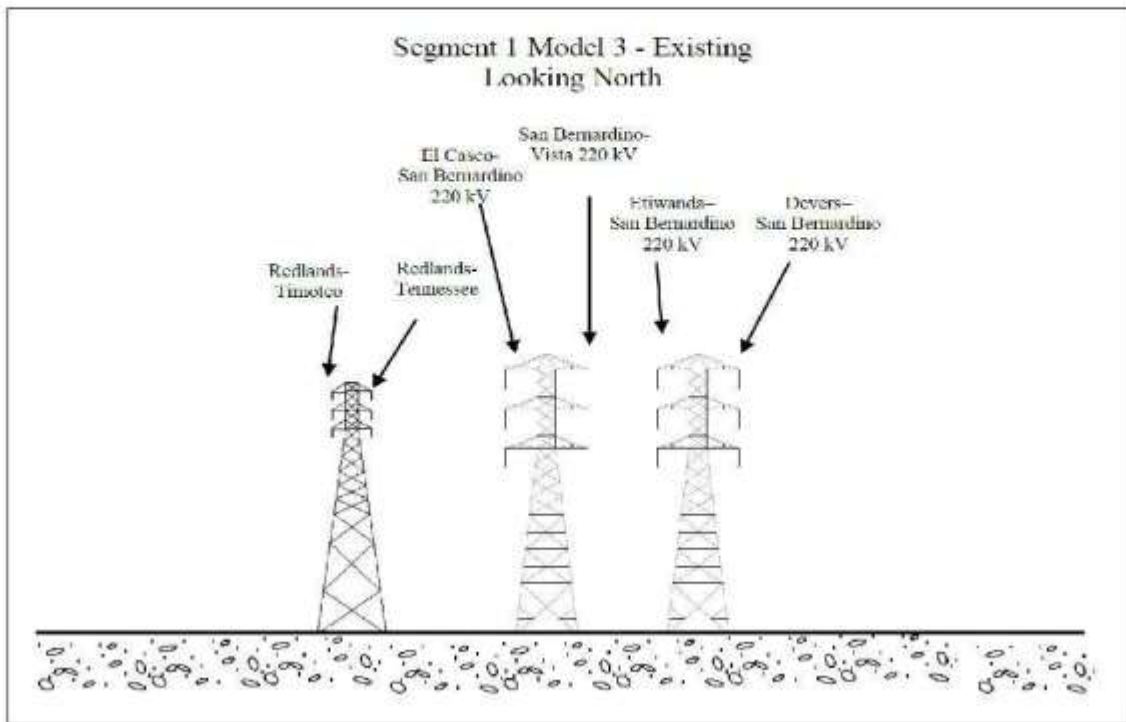 Segment 1 Model 3 - Existing
Looking North
San Bernardino-
Vista 220 kV
El Casco-
San Bernardino
220 kV
Etiwanda–
San Bernardino
220 kV
Devers–
San Bernardino
220 kV
Redlands-
Timoteo
Redlands-
Tennessee